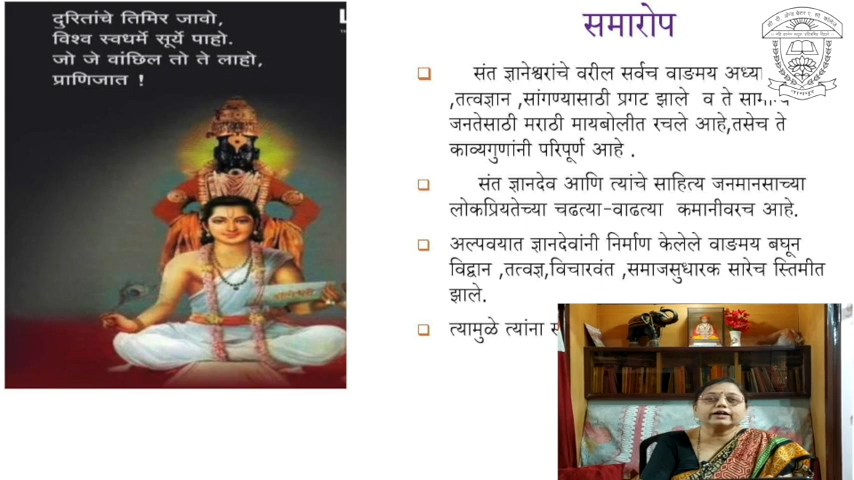 दुरितांचे तिमिर जावो,
विश्व स्वधर्मे सूर्ये पाहो.
जो जे वांछिल तो ते लाहो,
प्राणिजात !
समारोप
संत ज्ञानेश्वरांचे वरील सर्वच वाङमय
,तत्वज्ञान ,सांगण्यासाठी प्रगट झाले व ते
जनतेसाठी मराठी मायबोलीत रचले आहे,तसेच ते
काव्यगुणांनी परिपूर्ण आहे .
संत ज्ञानदेव आणि त्यांचे साहित्य जनमानसाच्या
लोकप्रियतेच्या चढत्या-वाढत्या कमानीवरच आहे.
अल्पवयात ज्ञानदेवांनी निर्माण केलेले वाङमय बघून
विद्वान ,तत्वज्ञ,विचारवंत ,समाजसुधारक सारेच स्तिमीत
झाले.
त्यामुळे त्यांना
नागपूर